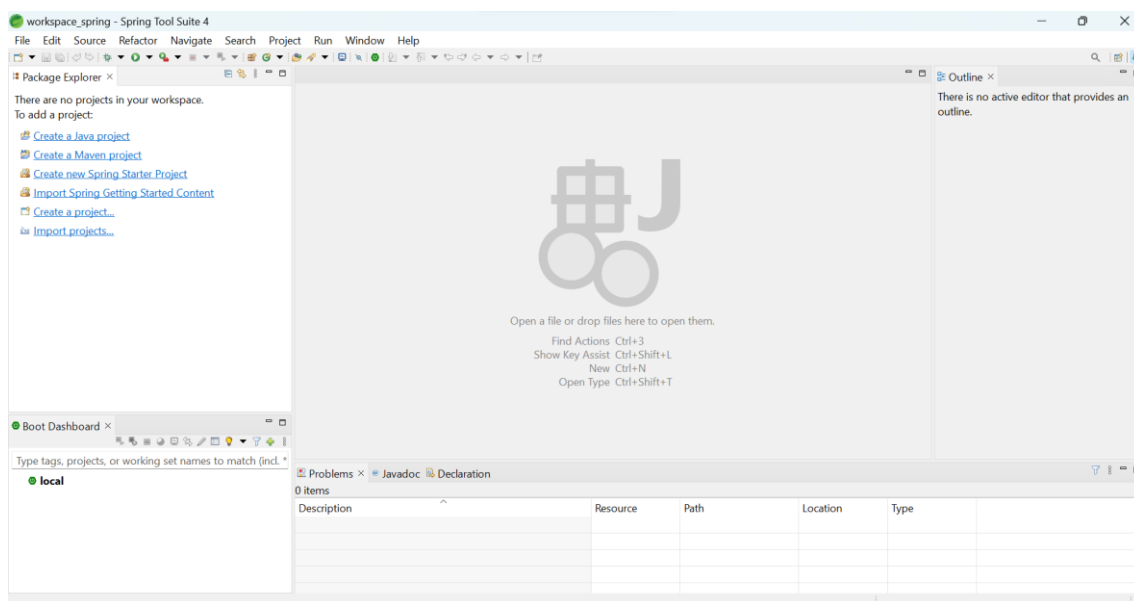 workspace_spring - Spring Tool Suite 4
File Edit Source Refactor Navigate Search Project Run Window Help
Package Explorer
There are no projects in your workspace.
To add a project:
Create a Java project
Create a Maven project
Create new Spring Starter Project
Import Spring Getting Started Content
Create a project...
Import projects...
Open a file or drop files here to open them.
Find Actions Ctrl+3
Show Key Assist Ctrl+Shift+L
New Ctrl+N
Open Type Ctrl+Shift+T
Outline
There is no active editor that provides an
outline.
Boot Dashboard
Type tags, projects, or working set names to match (incl. *
local
Problems Javadoc Declaration
0 items
Description Resource Path Location Type